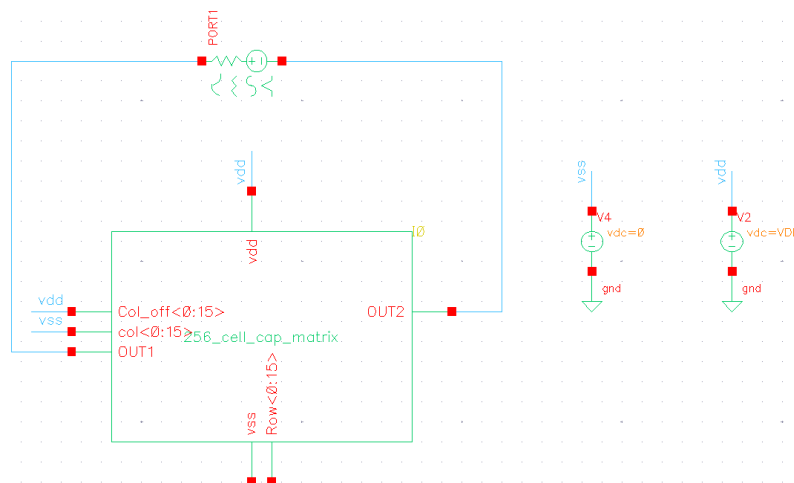 PORT1
vdd
I0
vdd
vdd
Col_off<0:15>
vss
col<0:15>
OUT1
OUT2
256_cell_cap_matrix
vss
Row<0:15>
vss
V4
vdc=0
gnd
vdd
V2
vdc=VD
gnd